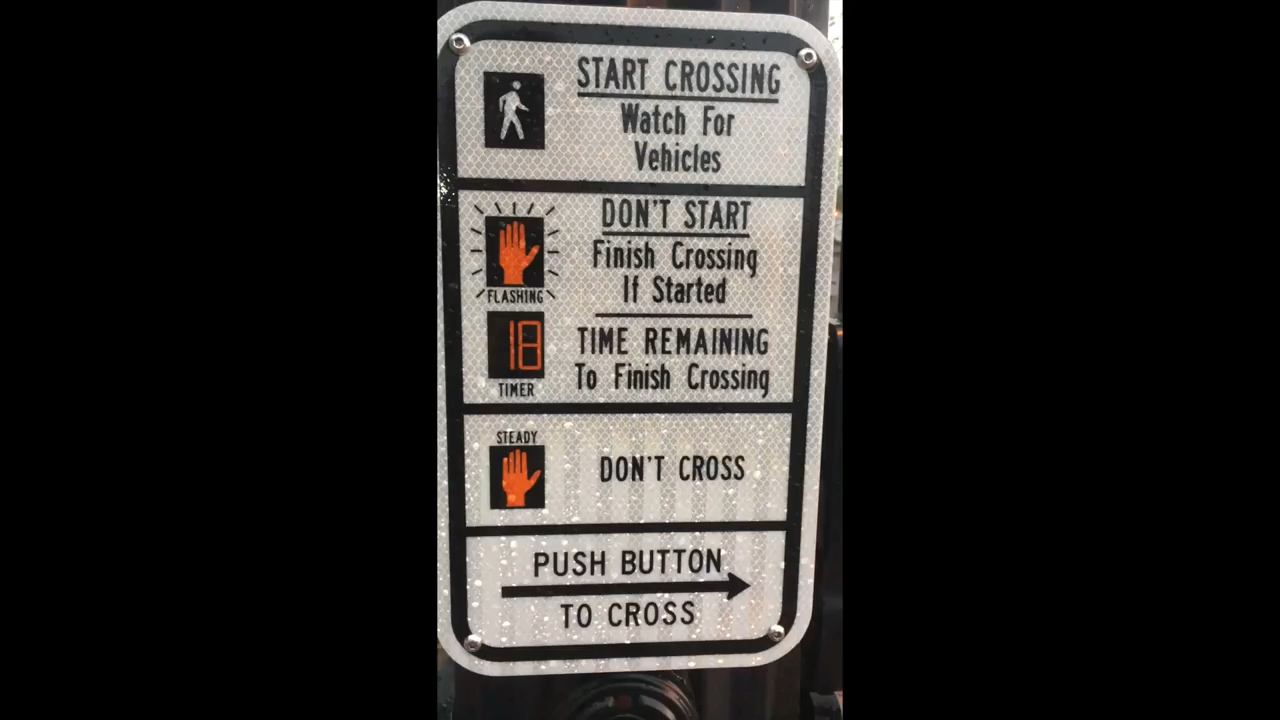 START CROSSING
Watch For
Vehicles
DON'T START
Finish Crossing
If Started
FLASHING
18
TIME REMAINING
To Finish Crossing
TIMER
STEADY
DON'T CROSS
PUSH BUTTON
TO CROSS